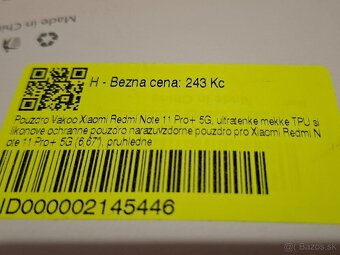 Made in Chi
H - Bezna cena: 243 Kc
Pouzdro Vakoo Xiaomi Redmi Note 11 Pro+ 5G, ultratenke mekke TPU si
likonove ochranne pouzdro narazuvzdorne pouzdro pro Xiaomi Redmi N
ote 11 Pro+ 5G (6,67"), pruhledne
ID000002145446
Bazos.sk